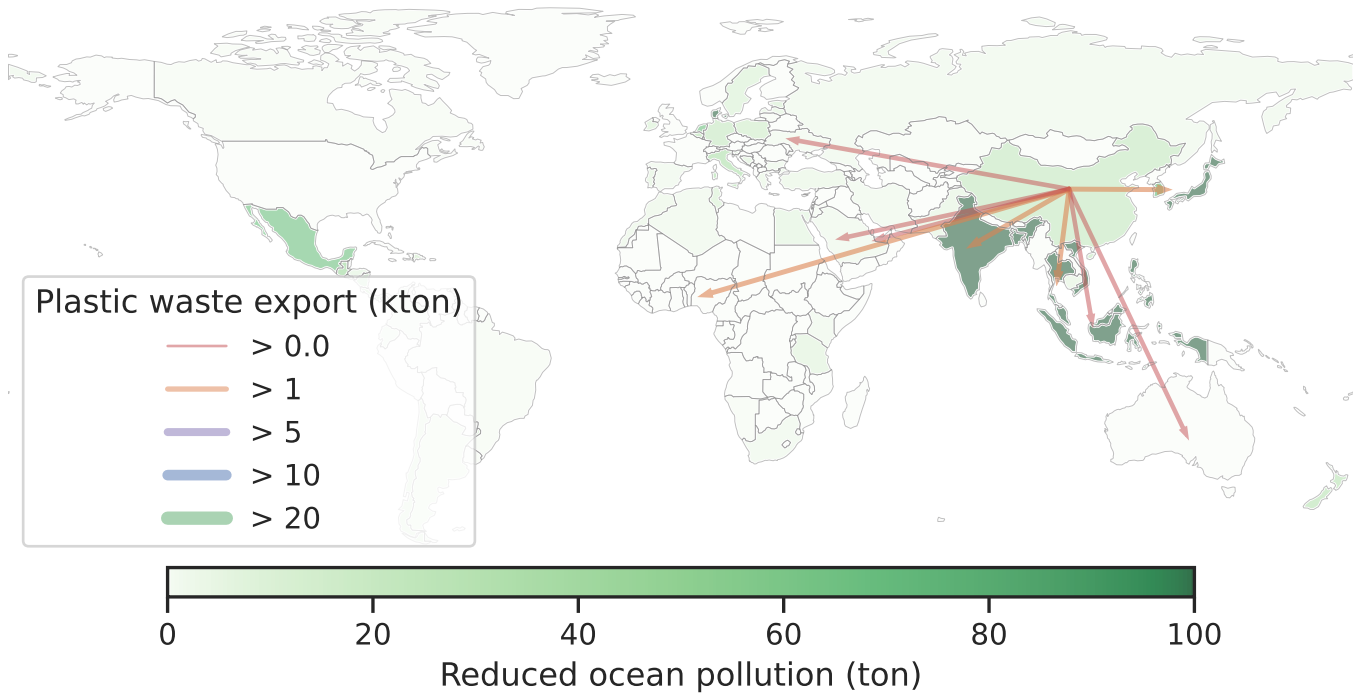 Plastic waste export (kton)
> 0.0
> 1
> 5
> 10
> 20
0 20 40 60 80 100
Reduced ocean pollution (ton)